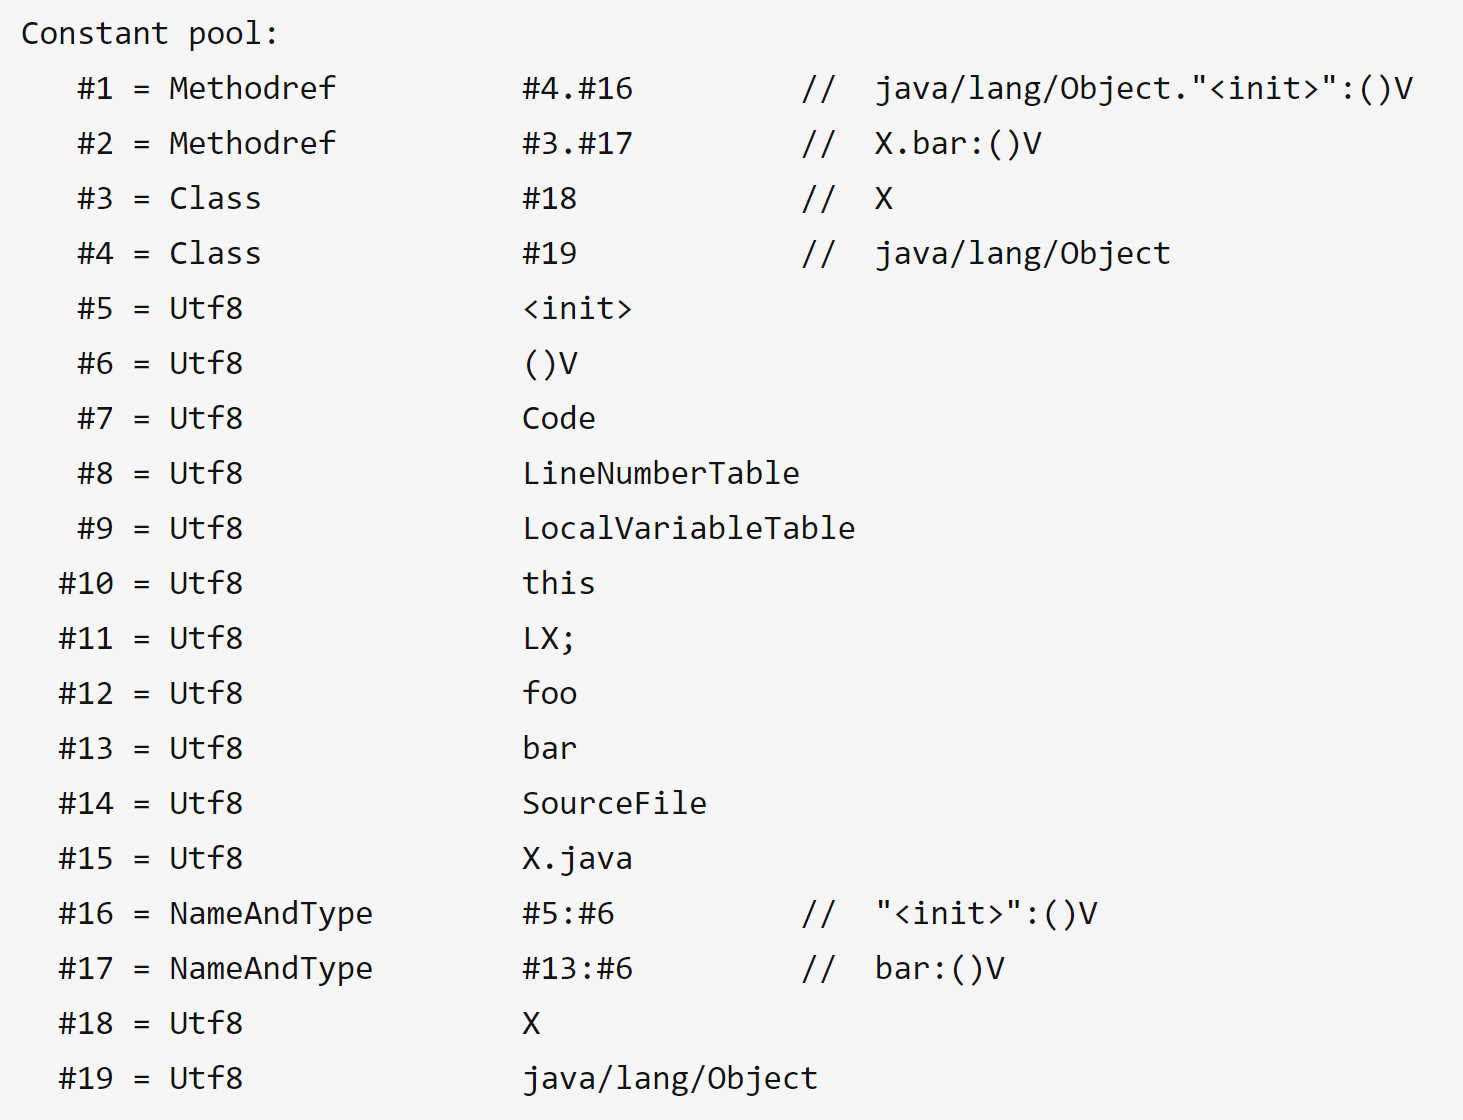 Constant pool:
   #1 = Methodref          #4.#16         //  java/lang/Object."<init>":()V
   #2 = Methodref          #3.#17         //  X.bar:()V
   #3 = Class              #18            //  X
   #4 = Class              #19            //  java/lang/Object
   #5 = Utf8               <init>
   #6 = Utf8               ()V
   #7 = Utf8               Code
   #8 = Utf8               LineNumberTable
   #9 = Utf8               LocalVariableTable
  #10 = Utf8               this
  #11 = Utf8               LX;
  #12 = Utf8               foo
  #13 = Utf8               bar
  #14 = Utf8               SourceFile
  #15 = Utf8               X.java
  #16 = NameAndType        #5:#6          //  "<init>":()V
  #17 = NameAndType        #13:#6         //  bar:()V
  #18 = Utf8               X
  #19 = Utf8               java/lang/Object